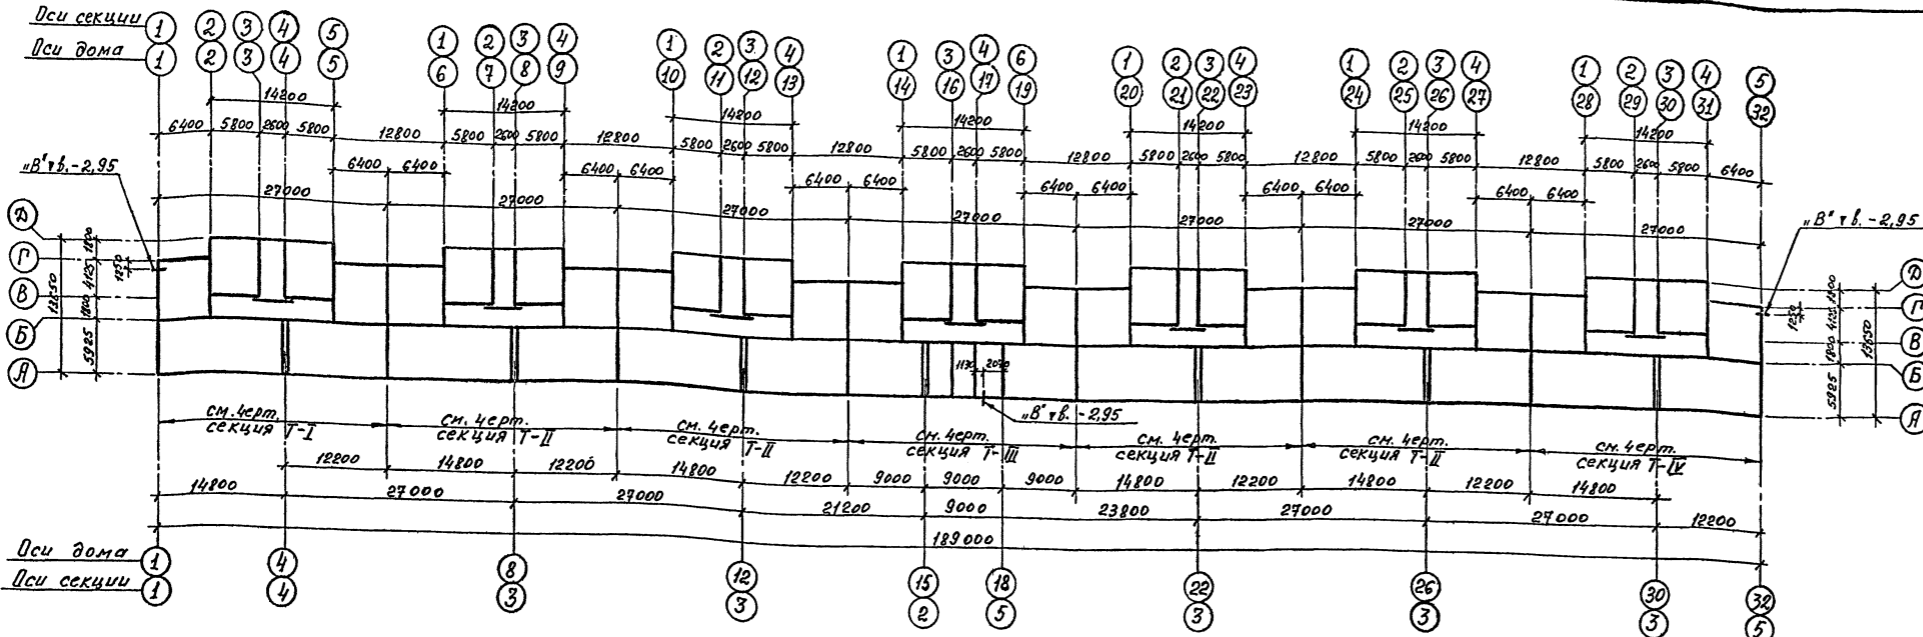 Оси секции 1 2 3 4 5 1 2 3 4 1 2 3 4 1 3 4 6 1 2 3 4 1 2 3 4 1 2 3 4 5
Оси дома 1 2 3 4 5 6 7 8 9 10 11 12 13 14 16 17 19 20 21 22 23 24 25 26 27 28 29 30 31 32
14200 14200 14200 14200 14200 14200 14200
6400 5800 2600 5800 12800 5800 2600 5800 12800 5800 2600 5800 12800 5800 2600 5800 12800 5800 2600 5800 12800 5800 2600 5800 12800 5800 2600 5800 6400
6400 6400 6400 6400 6400 6400 6400 6400 6400 6400 6400 6400
27000 27000 27000 27000 27000 27000 27000
„В" тв. -2,95
„В" тв. -2,95
Д
Г
В
Б
А
13650
1800
4125
1800
5925
1250
Д
Г
В
Б
А
1800
4125
1800
5925
13650
1250
1170 2070
„В" тв. -2,95
см. черт.
секция Т-I
см. черт.
секция Т-II
см. черт.
секция Т-II
см. черт.
секция Т-III
см. черт.
секция Т-II
см. черт.
секция Т-II
см. черт.
секция Т-IV
12200 14800 12200 14800 12200 9000 9000 9000 14800 12200 14800 12200 14800
14800 27000 27000 21200 9000 23800 27000 27000 12200
189000
Оси дома 1 4 8 12 15 18 22 26 30 32
Оси секции 1 4 3 3 2 5 3 3 3 5